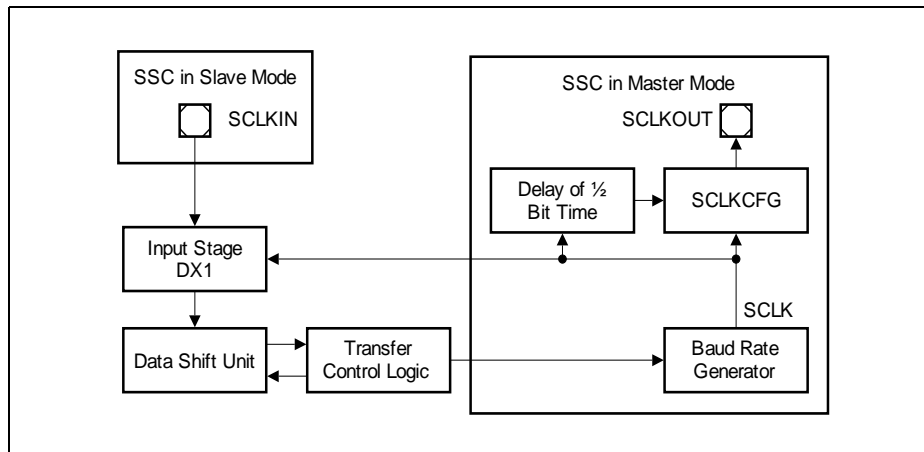 SSC in Slave Mode
SCLKIN
SSC in Master Mode
SCLKOUT
Delay of ½
Bit Time
SCLKCFG
Input Stage
DX1
SCLK
Data Shift Unit
Transfer
Control Logic
Baud Rate
Generator